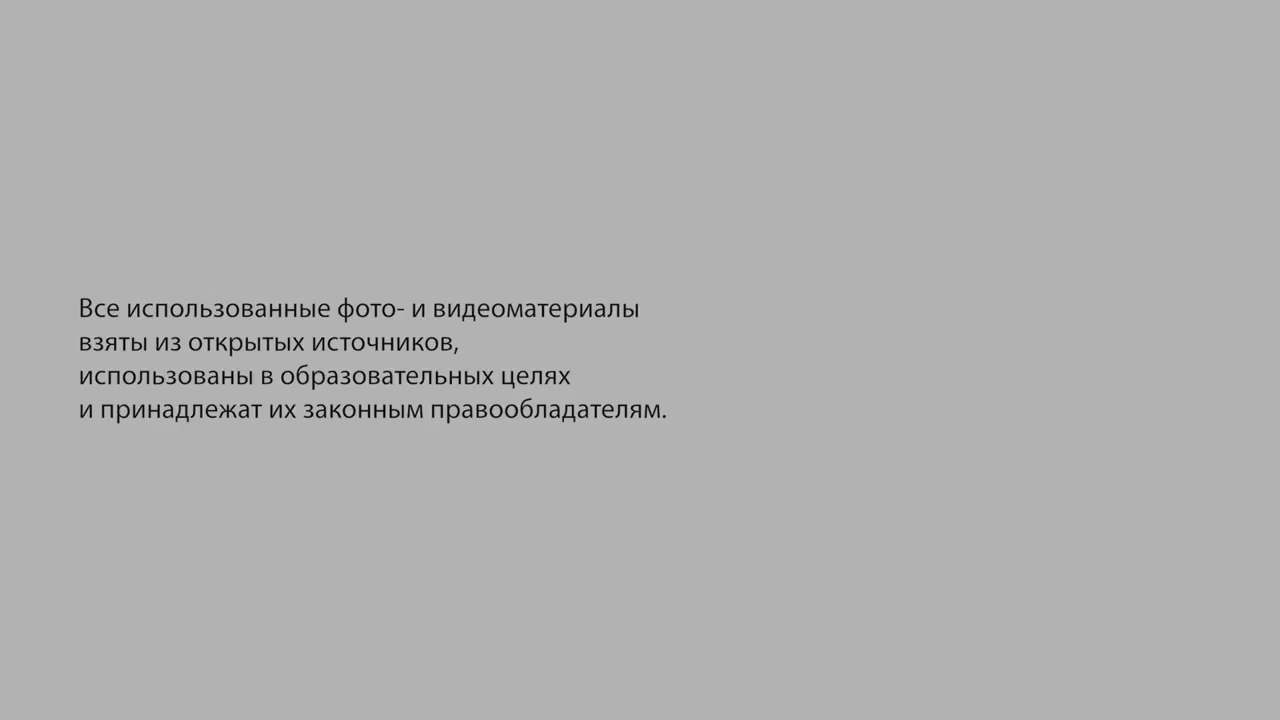 Все использованные фото- и видеоматериалы
взяты из открытых источников,
использованы в образовательных целях
и принадлежат их законным правообладателям.